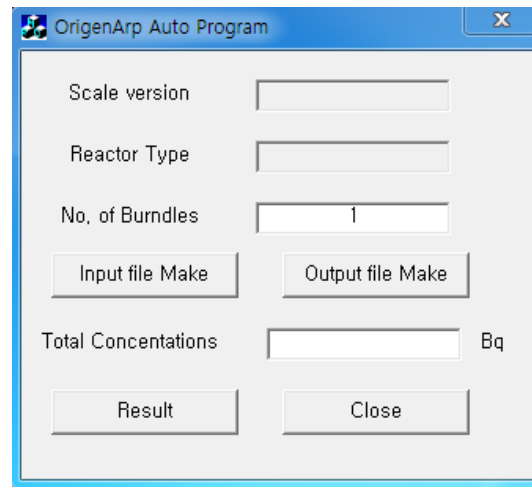 OrigenArp Auto Program
Scale version
Reactor Type
No, of Burndles 1
Input file Make Output file Make
Total Concentations Bq
Result Close